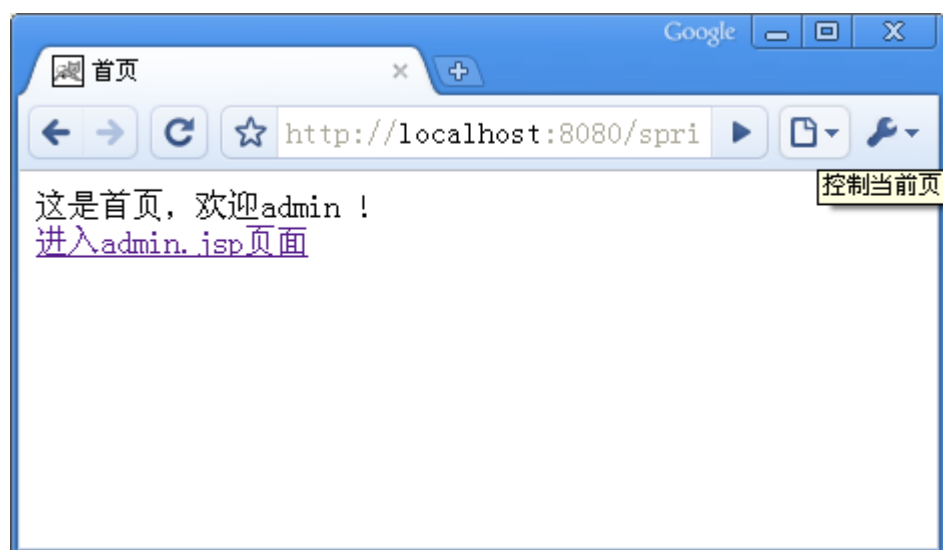 Google
首页
http://localhost:8080/spri
控制当前页
这是首页，欢迎admin !
进入admin.jsp页面